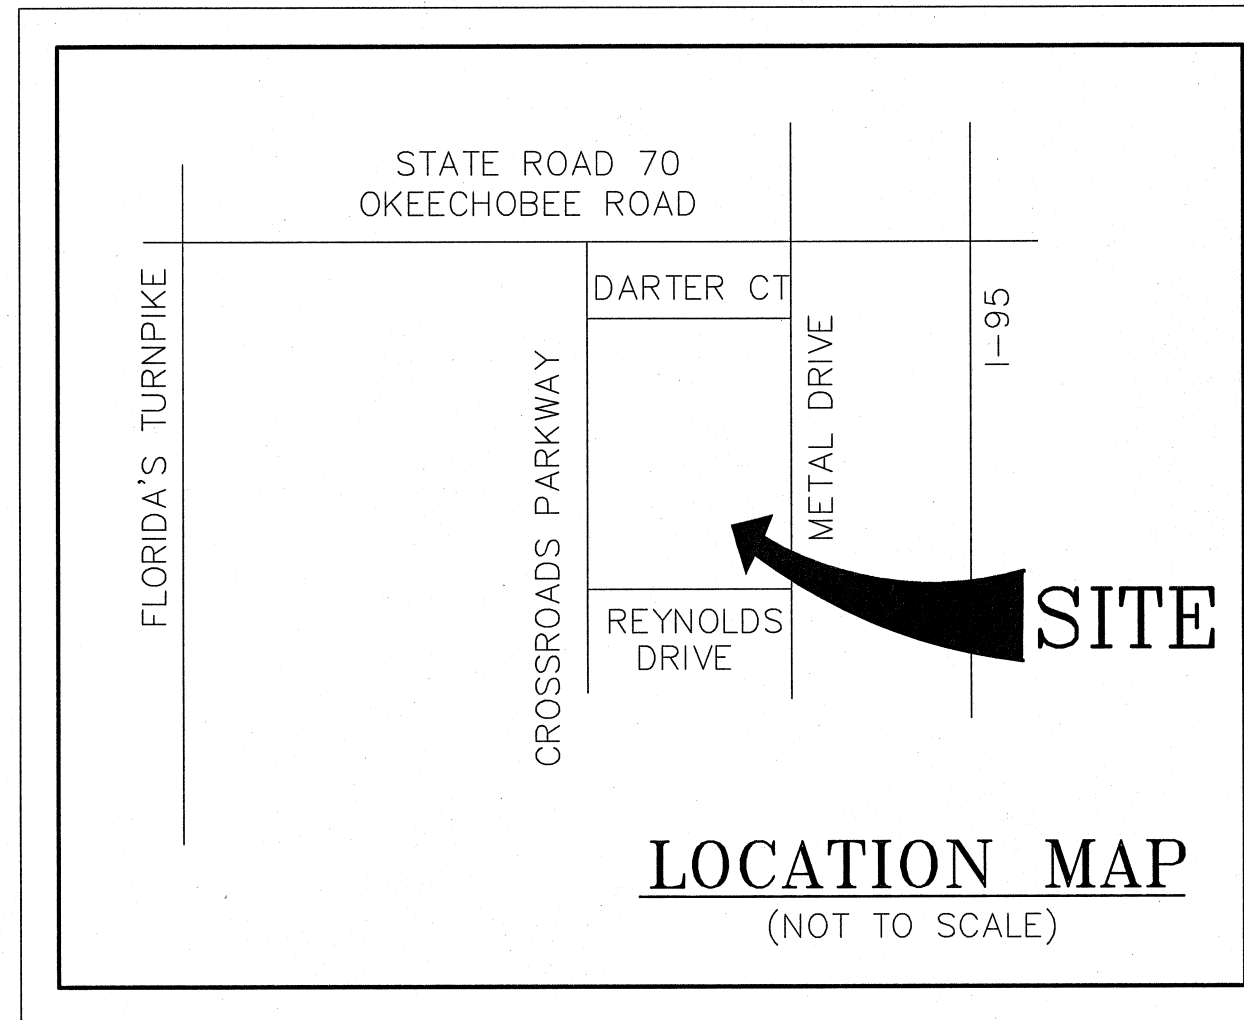 STATE ROAD 70
OKEECHOBEE ROAD
DARTER CT
FLORIDA'S TURNPIKE
CROSSROADS PARKWAY
METAL DRIVE
I-95
REYNOLDS
DRIVE
SITE
LOCATION MAP
(NOT TO SCALE)